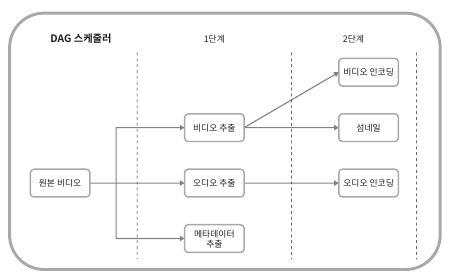 DAG 스케줄러
1단계
2단계
비디오 인코딩
비디오 추출
섬네일
원본 비디오
오디오 추출
오디오 인코딩
메타데이터
추출